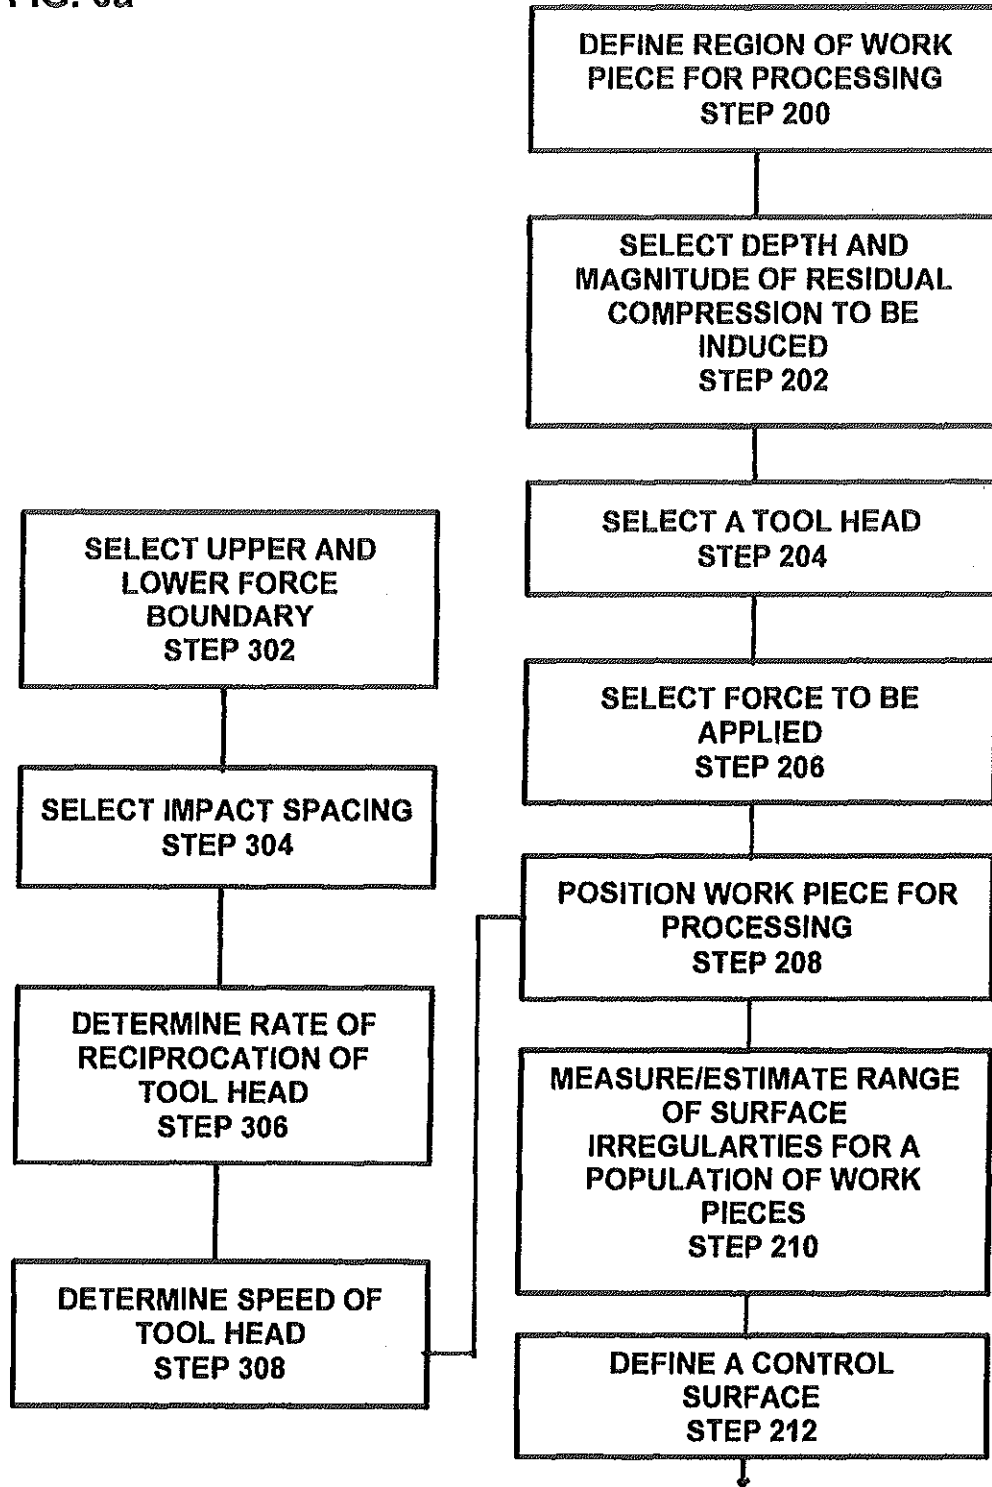 DEFINE REGION OF WORK
PIECE FOR PROCESSING
STEP 200
SELECT DEPTH AND
MAGNITUDE OF RESIDUAL
COMPRESSION TO BE
INDUCED
STEP 202
SELECT A TOOL HEAD
STEP 204
SELECT FORCE TO BE
APPLIED
STEP 206
SELECT UPPER AND
LOWER FORCE
BOUNDARY
STEP 302
SELECT IMPACT SPACING
STEP 304
DETERMINE RATE OF
RECIPROCATION OF
TOOL HEAD
STEP 306
DETERMINE SPEED OF
TOOL HEAD
STEP 308
POSITION WORK PIECE FOR
PROCESSING
STEP 208
MEASURE/ESTIMATE RANGE
OF SURFACE
IRREGULARTIES FOR A
POPULATION OF WORK
PIECES
STEP 210
DEFINE A CONTROL
SURFACE
STEP 212